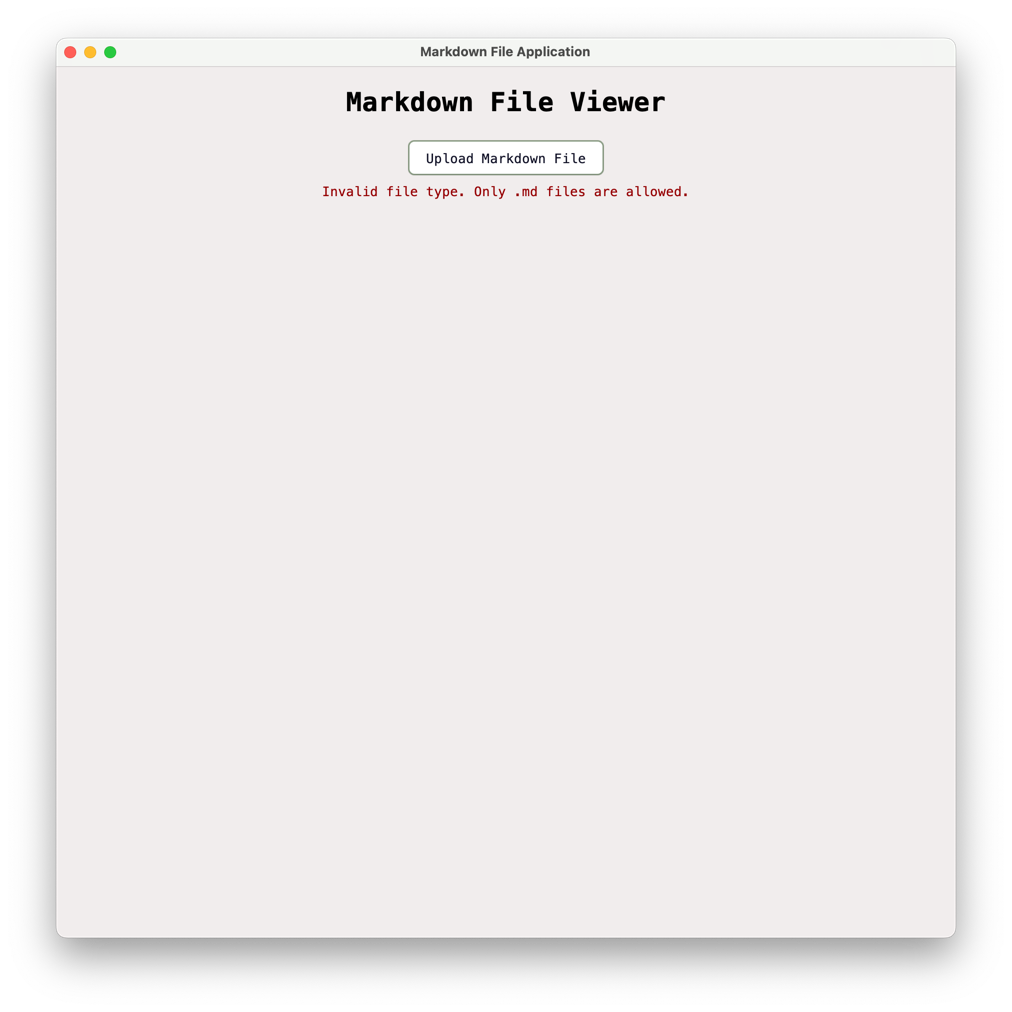 Markdown File Application
Markdown File Viewer
Upload Markdown File
Invalid file type. Only .md files are allowed.